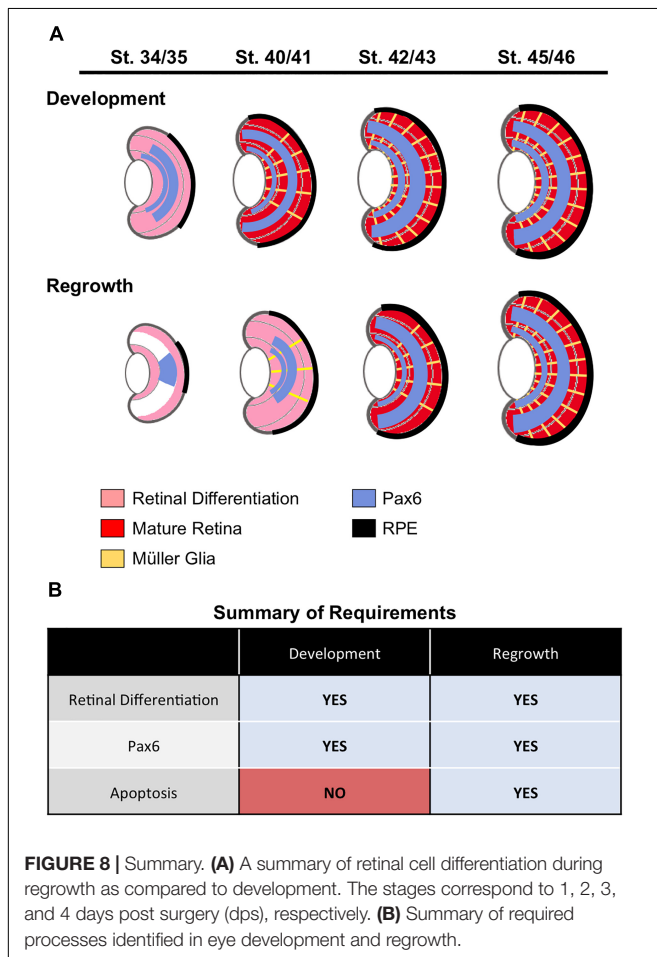 A
St. 34/35 St. 40/41 St. 42/43 St. 45/46
Development
Regrowth
Retinal Differentiation Pax6
Mature Retina RPE
Müller Glia
B
Summary of Requirements
Development Regrowth
Retinal Differentiation YES YES
Pax6 YES YES
Apoptosis NO YES
FIGURE 8 | Summary. (A) A summary of retinal cell differentiation during
regrowth as compared to development. The stages correspond to 1, 2, 3,
and 4 days post surgery (dps), respectively. (B) Summary of required
processes identified in eye development and regrowth.